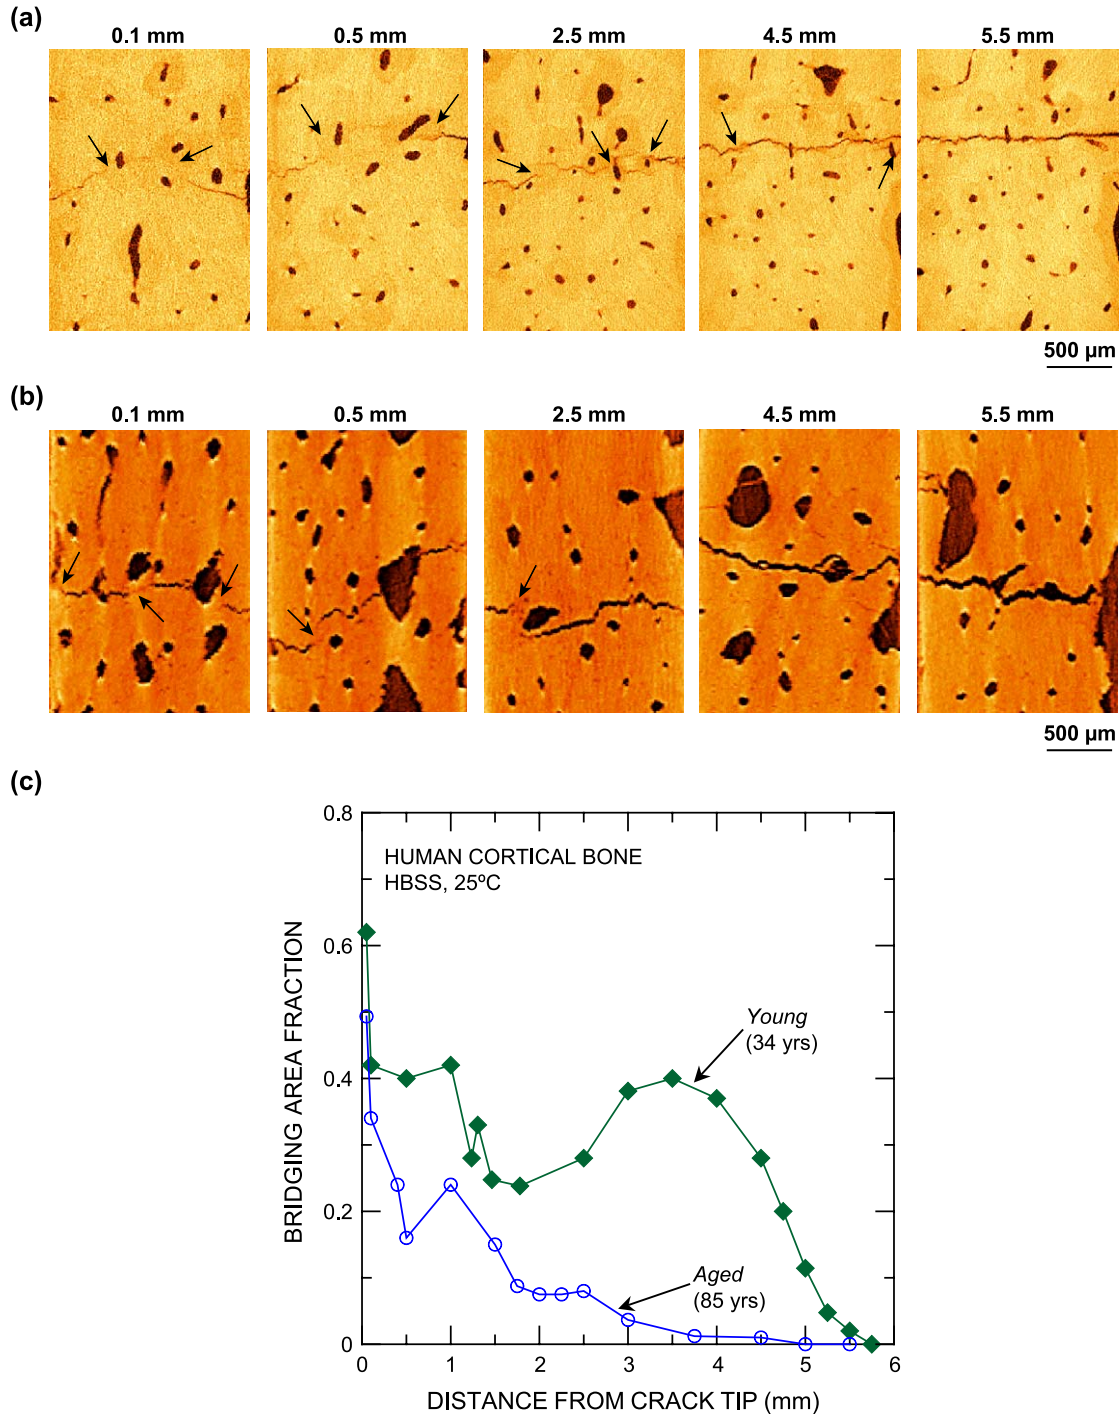 (a)
0.1 mm 0.5 mm 2.5 mm 4.5 mm 5.5 mm
500 µm
(b)
0.1 mm 0.5 mm 2.5 mm 4.5 mm 5.5 mm
500 µm
(c)
0.8
HUMAN CORTICAL BONE
HBSS, 25ºC
0.6
Young
(34 yrs)
0.4
BRIDGING AREA FRACTION
0.2
Aged
(85 yrs)
0
0 1 2 3 4 5 6
DISTANCE FROM CRACK TIP (mm)